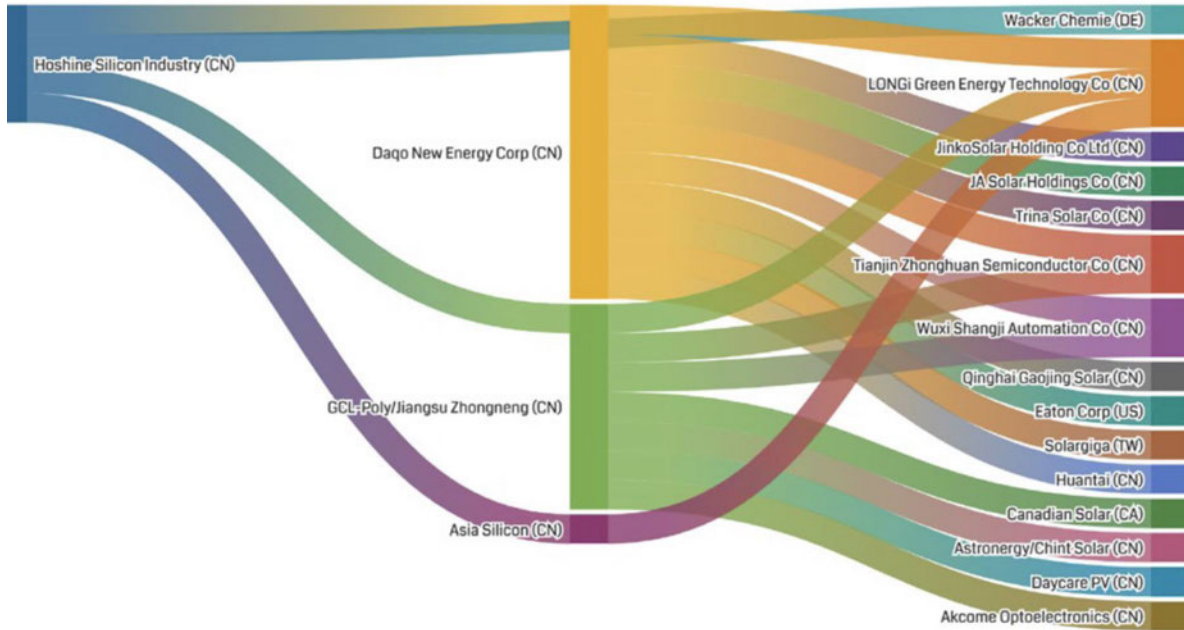 Hoshine Silicon Industry (CN)
Daqo New Energy Corp (CN)
GCL-Poly/Jiangsu Zhongneng (CN)
Asia Silicon (CN)
Wacker Chemie (DE)
LONGi Green Energy Technology Co (CN)
JinkoSolar Holding Co Ltd (CN)
JA Solar Holdings Co (CN)
Trina Solar Co (CN)
Tianjin Zhonghuan Semiconductor Co (CN)
Wuxi Shangji Automation Co (CN)
Qinghai Gaojing Solar (CN)
Eaton Corp (US)
Solargiga (TW)
Huantai (CN)
Canadian Solar (CA)
Astronergy/Chint Solar (CN)
Daycare PV (CN)
Akcome Optoelectronics (CN)